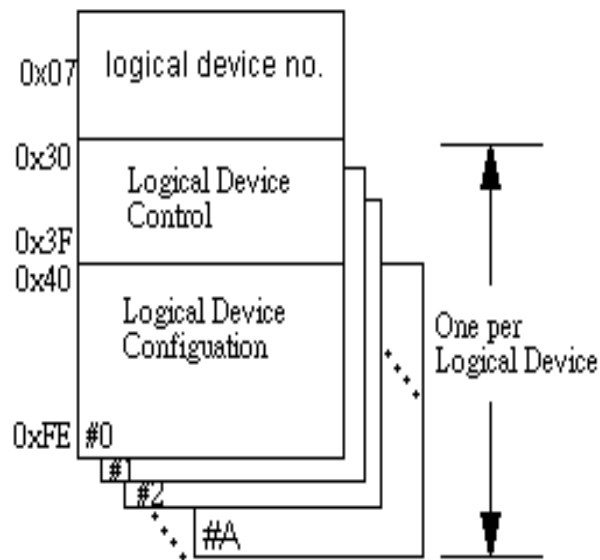 0x07
logical device no.
0x30
Logical Device
Control
0x3F
0x40
Logical Device
Configuation
One per
Logical Device
0xFE
#0
#1
#2
#A